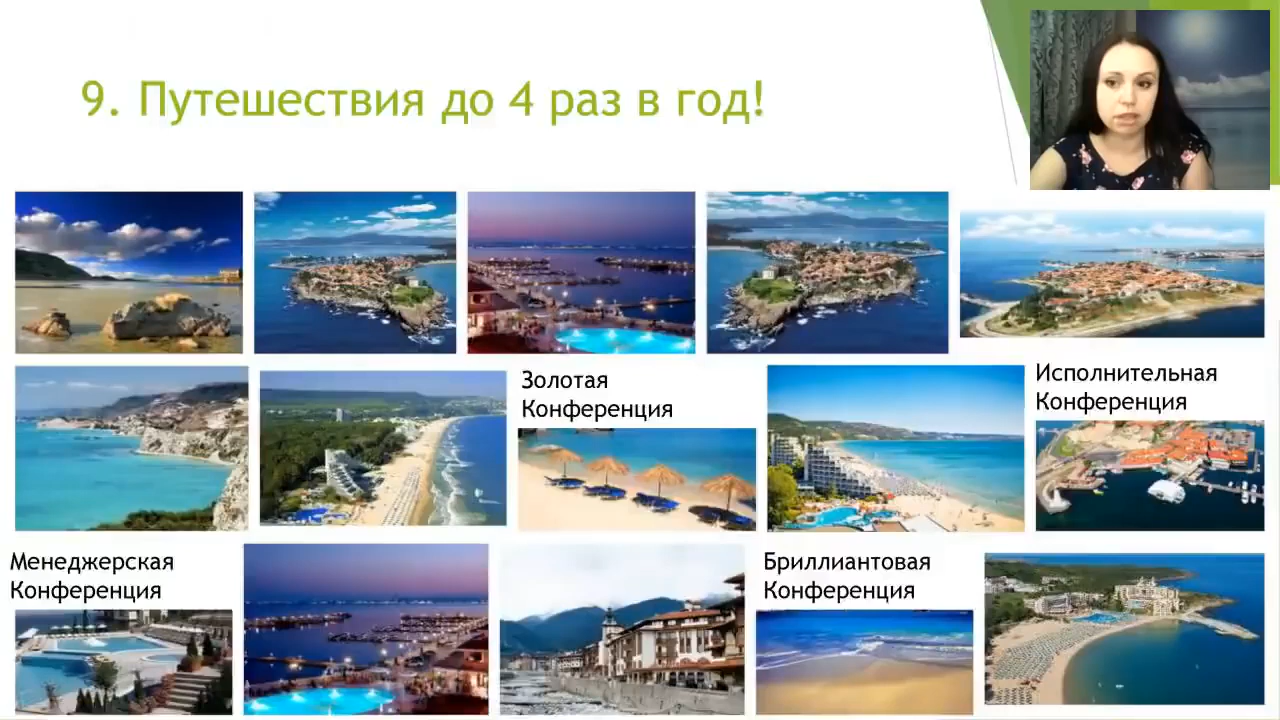 9. Путешествия до 4 раз в год!
Золотая
Конференция
Исполнительная
Конференция
Менеджерская
Конференция
Бриллиантовая
Конференция